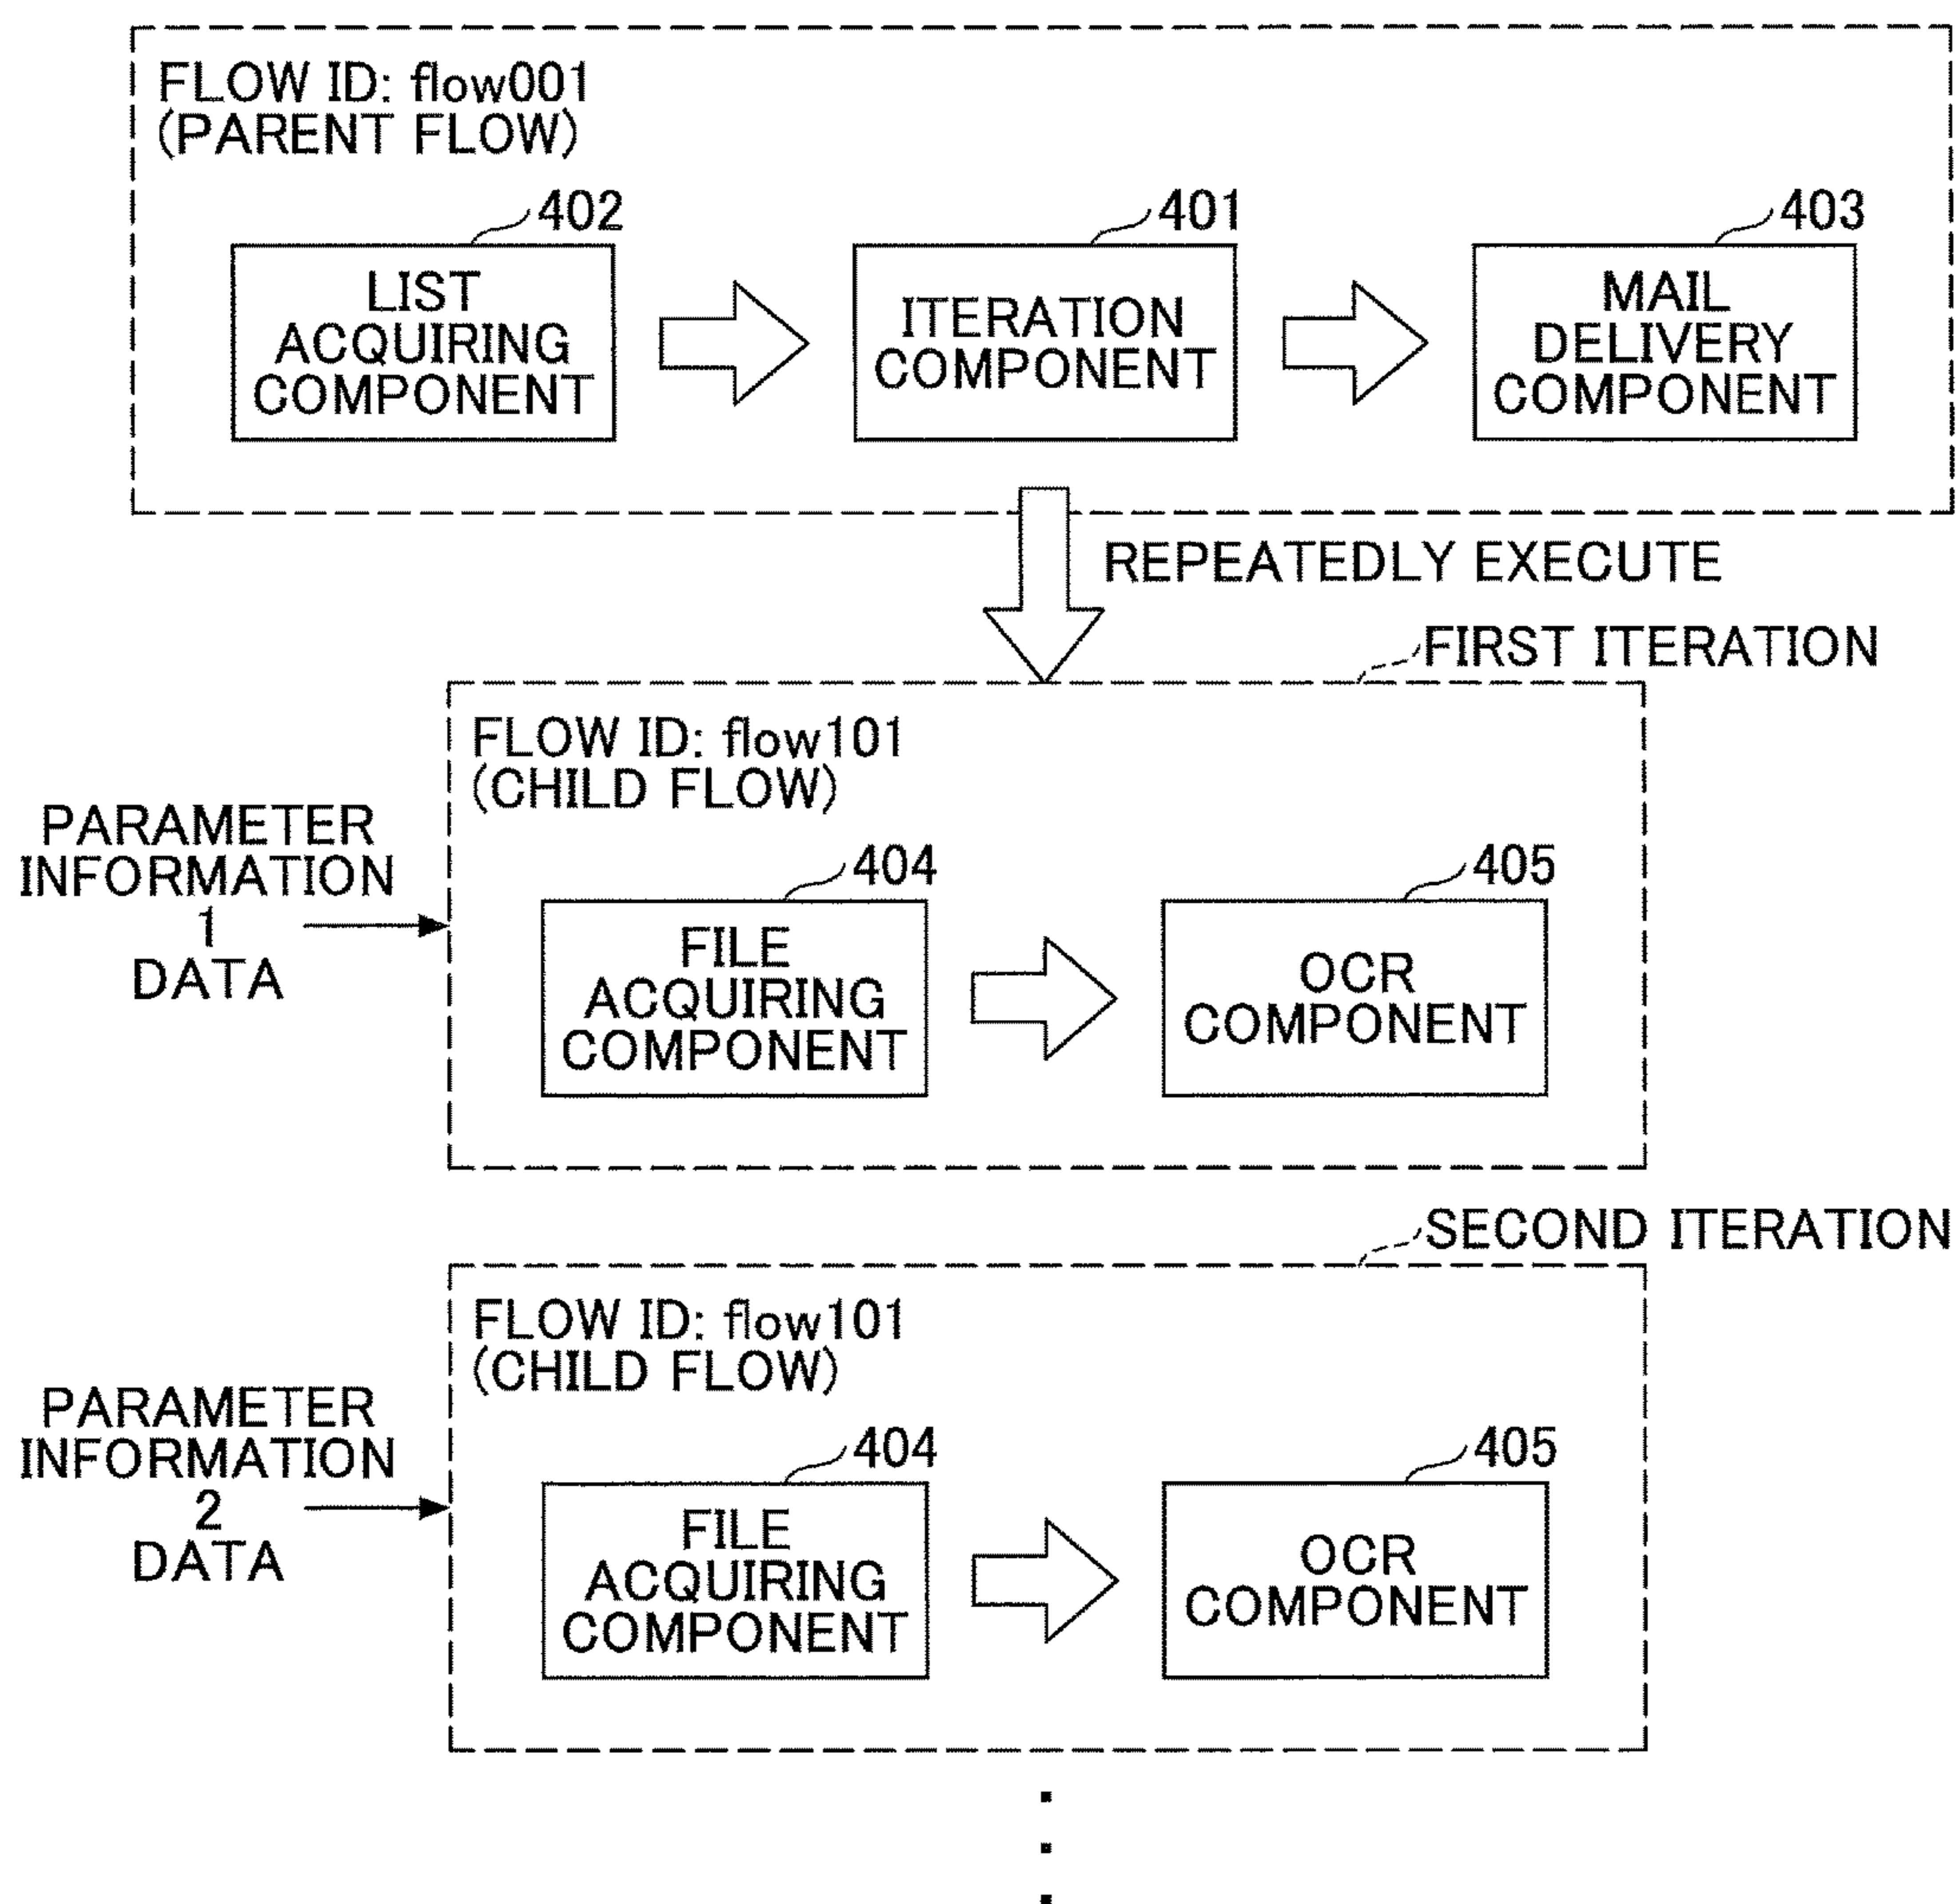 FLOW ID: flow001
(PARENT FLOW)
402
401
403
LIST
ACQUIRING
COMPONENT
ITERATION
COMPONENT
MAIL
DELIVERY
COMPONENT
REPEATEDLY EXECUTE
FIRST ITERATION
FLOW ID: flow101
(CHILD FLOW)
PARAMETER
INFORMATION
1
DATA
404
405
FILE
ACQUIRING
COMPONENT
OCR
COMPONENT
SECOND ITERATION
FLOW ID: flow101
(CHILD FLOW)
PARAMETER
INFORMATION
2
DATA
404
405
FILE
ACQUIRING
COMPONENT
OCR
COMPONENT